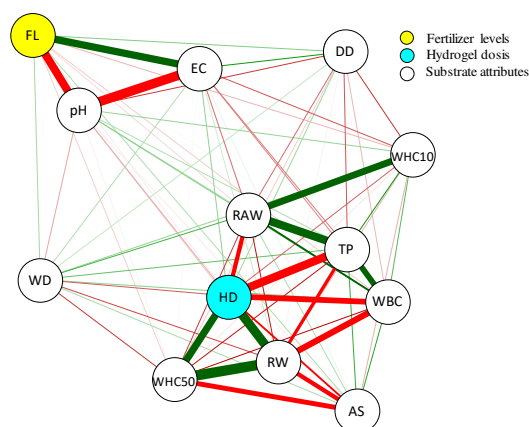 FL
Fertilizer levels
Hydrogel dosis
Substrate attributes
EC
DD
pH
WHC10
RAW
TP
WD
HD
WBC
RW
WHC50
AS